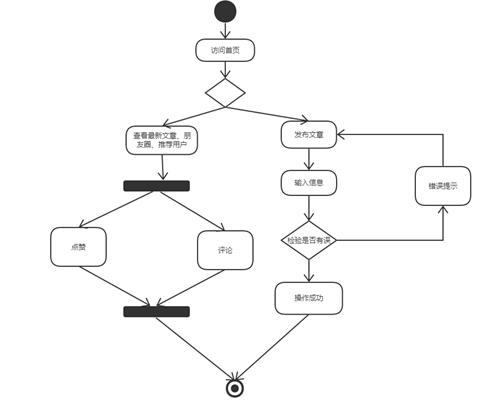 访问首页
查看最新文章、朋
友圈、推荐用户
发布文章
输入信息
错误提示
点赞
评论
检验是否有误
操作成功